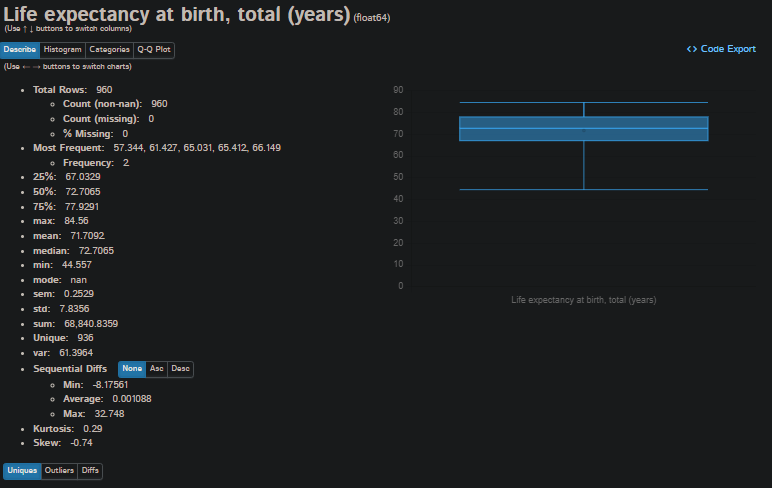 Life expectancy at birth, total (years) (float64)
(Use ↑ ↓ buttons to switch columns)
Describe Histogram Categories Q-Q Plot
<> Code Export
(Use ← → buttons to switch charts)
Total Rows: 960
Count (non-nan): 960
Count (missing): 0
% Missing: 0
Most Frequent: 57.344, 61.427, 65.031, 65.412, 66.149
Frequency: 2
25%: 67.0329
50%: 72.7065
75%: 77.9291
max: 84.56
mean: 71.7092
median: 72.7065
min: 44.557
mode: nan
sem: 0.2529
std: 7.8356
sum: 68,840.8359
Unique: 936
var: 61.3964
Sequential Diffs None Asc Desc
Min: -8.17561
Average: 0.001088
Max: 32.748
Kurtosis: 0.29
Skew: -0.74
Uniques Outliers Diffs
90
80
70
60
50
40
30
20
10
0
Life expectancy at birth, total (years)